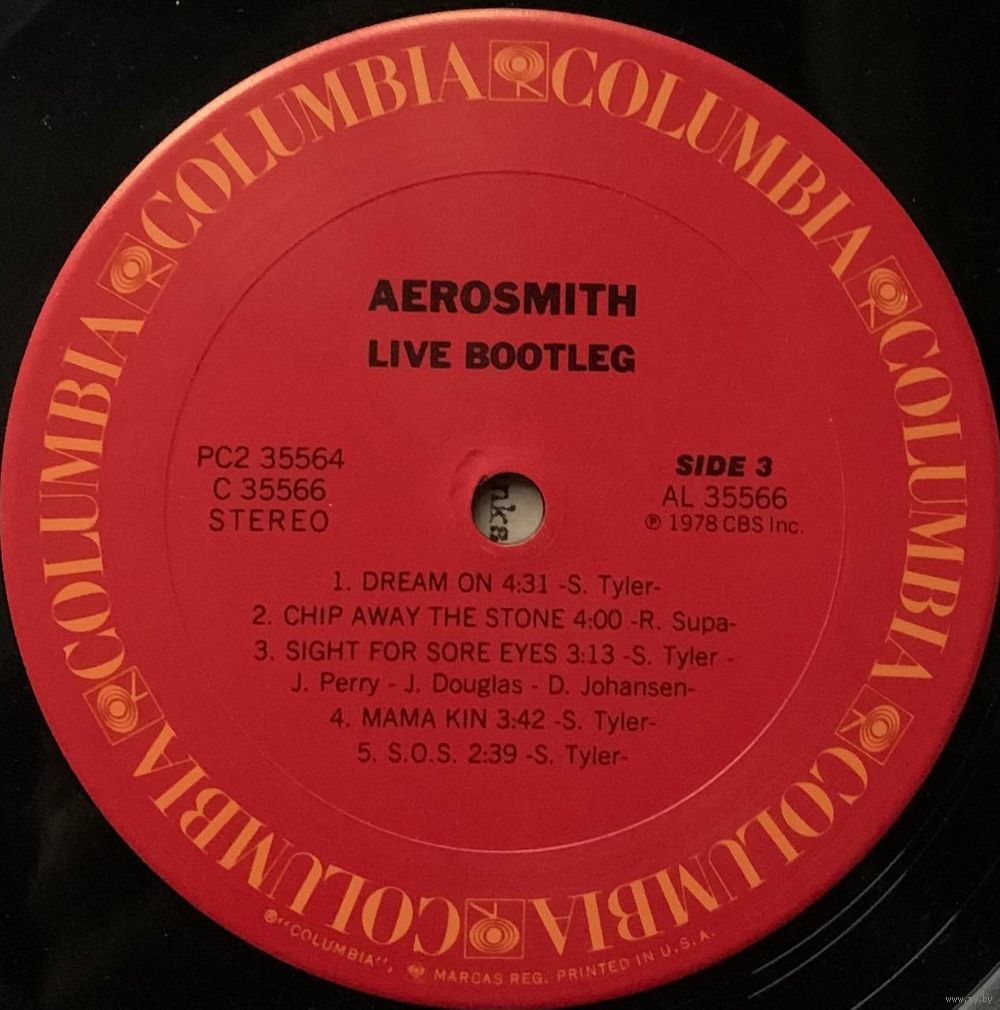 COLUMBIA COLUMBIA COLUMBIA COLUMBIA COLUMBIA COLUMBIA
AEROSMITH
LIVE BOOTLEG
PC2 35564
C 35566
STEREO
SIDE 3
AL 35566
℗ 1978 CBS Inc.
1. DREAM ON 4:31 -S. Tyler-
2. CHIP AWAY THE STONE 4:00 -R. Supa-
3. SIGHT FOR SORE EYES 3:13 -S. Tyler -
J. Perry - J. Douglas - D. Johansen-
4. MAMA KIN 3:42 -S. Tyler-
5. S.O.S. 2:39 -S. Tyler-
®"COLUMBIA", MARCAS REG. PRINTED IN U.S.A.
www.ay.by